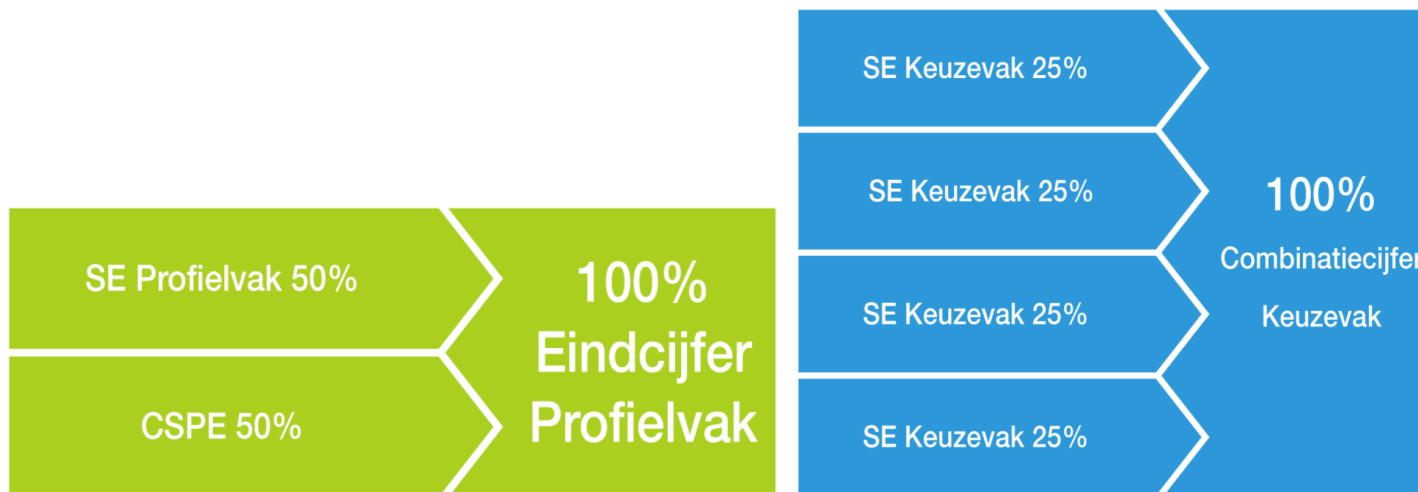 SE Profielvak 50%
CSPE 50%
100%
Eindcijfer
Profielvak
SE Keuzevak 25%
SE Keuzevak 25%
SE Keuzevak 25%
SE Keuzevak 25%
100%
Combinatiecijfer
Keuzevak